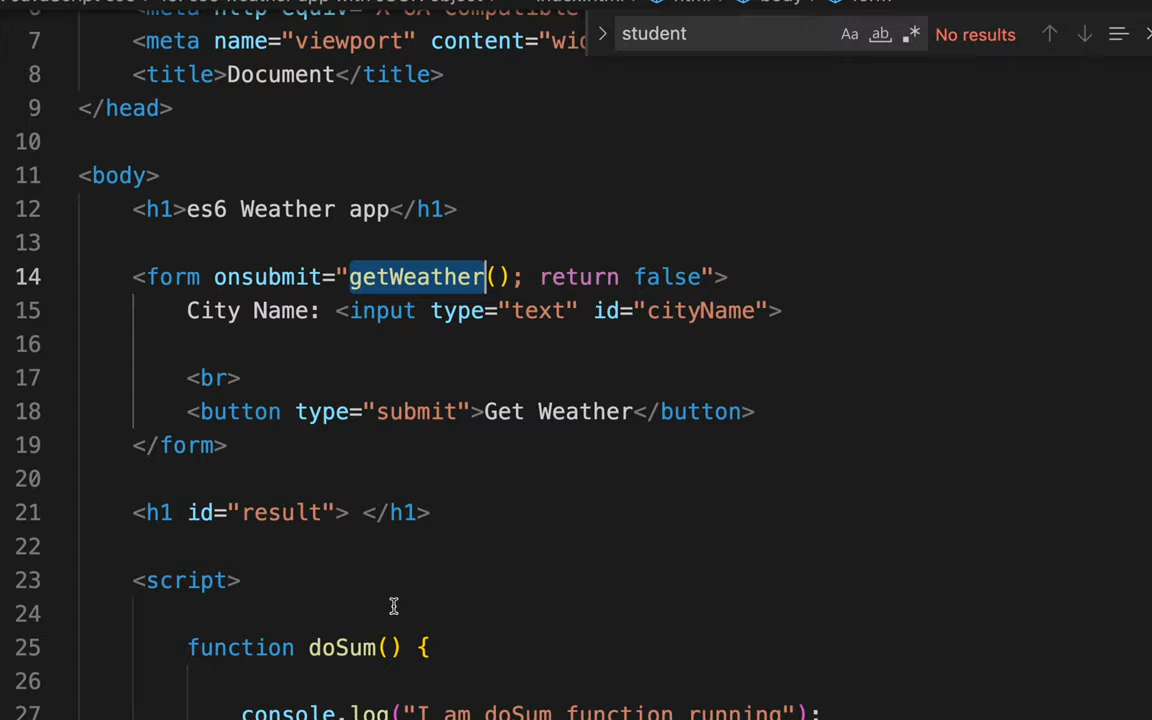 student Aa ab .* No results
7 <meta name="viewport" content="wid
8 <title>Document</title>
9 </head>
10
11 <body>
12 <h1>es6 Weather app</h1>
13
14 <form onsubmit="getWeather(); return false">
15 City Name: <input type="text" id="cityName">
16
17 <br>
18 <button type="submit">Get Weather</button>
19 </form>
20
21 <h1 id="result"> </h1>
22
23 <script>
24
25 function doSum() {
26
27 console.log("I am doSum function running");